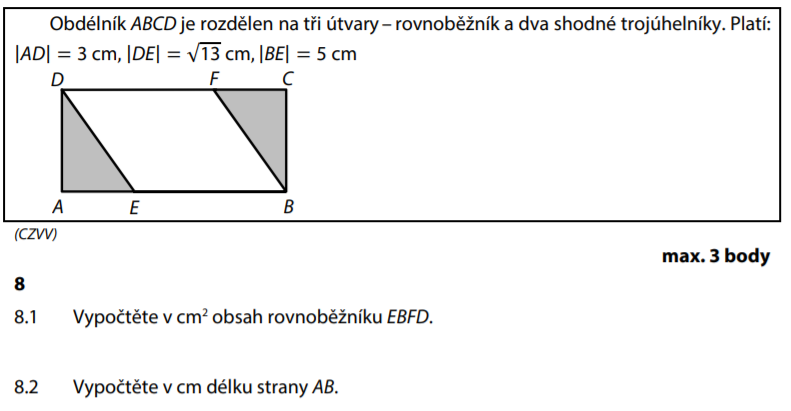 Obdélník ABCD je rozdělen na tři útvary – rovnoběžník a dva shodné trojúhelníky. Platí:
|AD| = 3 cm, |DE| = √13 cm, |BE| = 5 cm
D F C
A E B
(CZVV)
max. 3 body
8
8.1 Vypočtěte v cm² obsah rovnoběžníku EBFD.
8.2 Vypočtěte v cm délku strany AB.